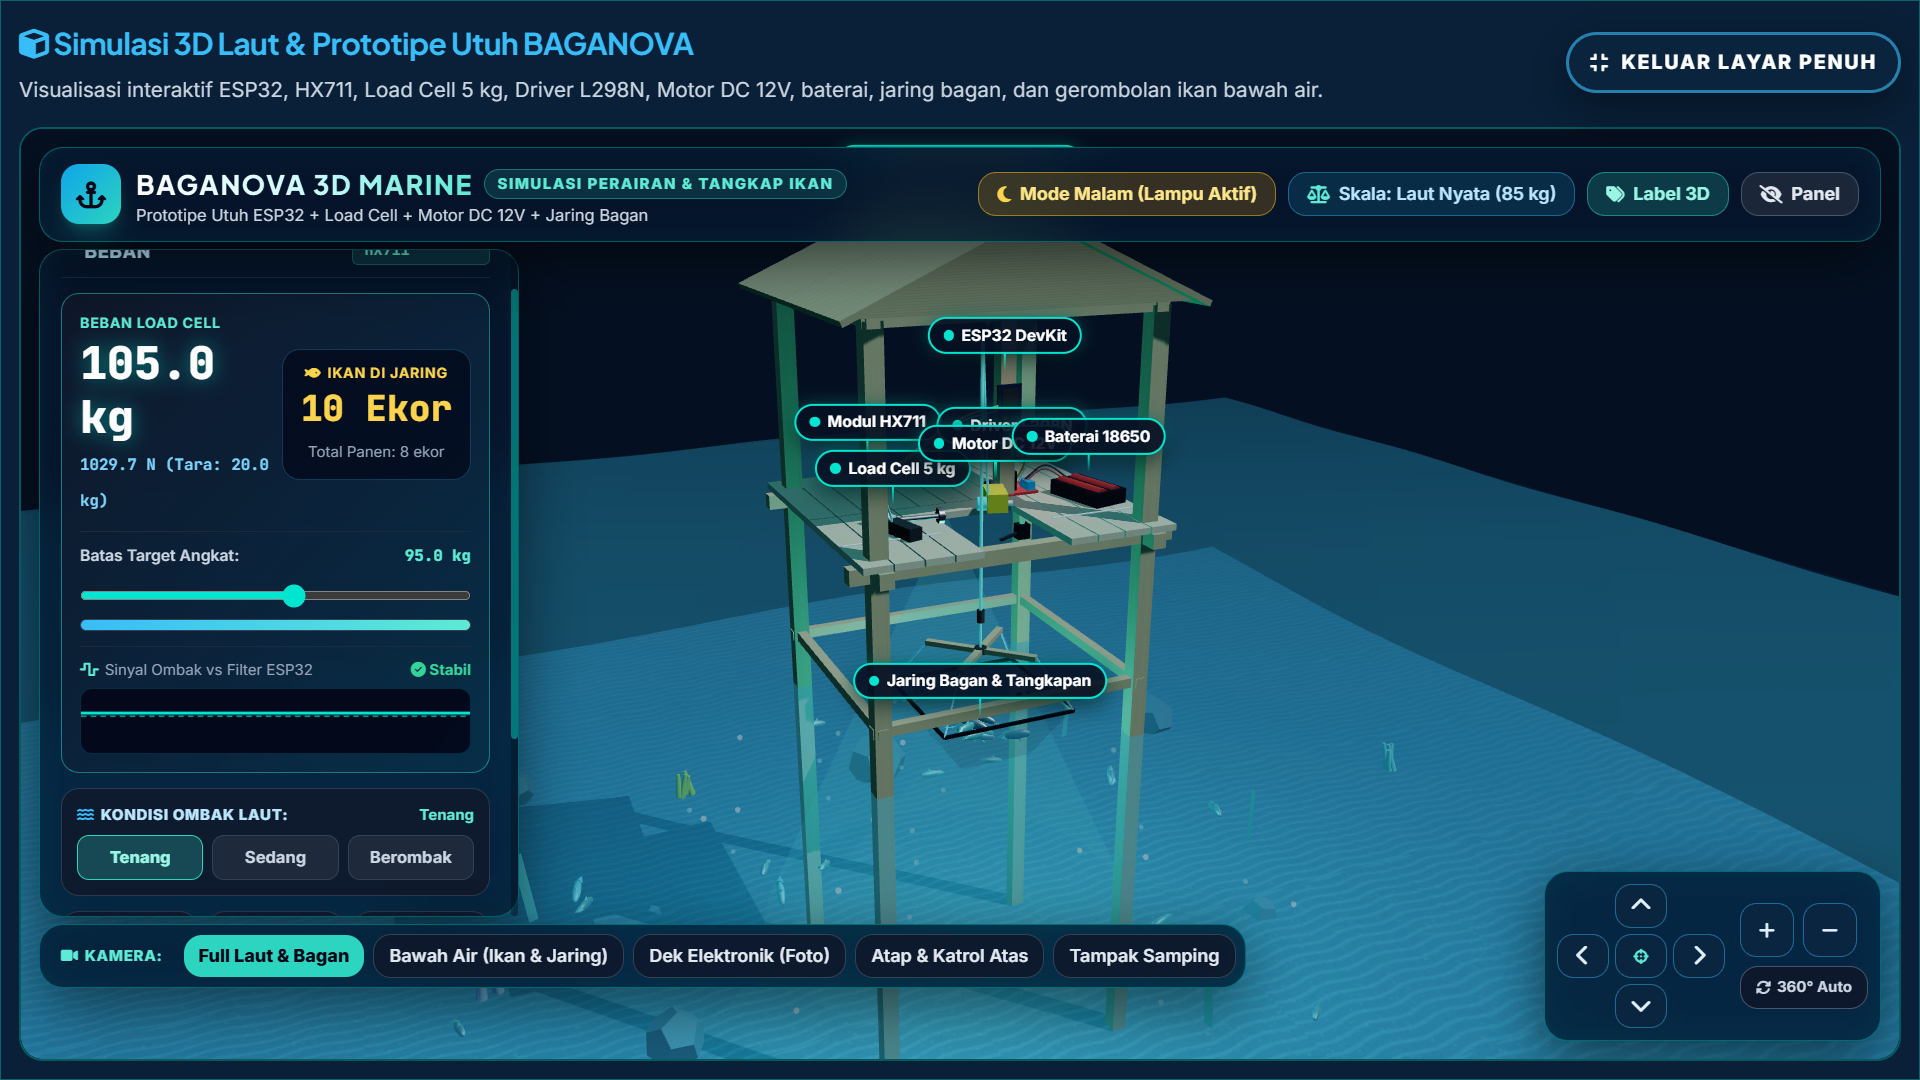 Simulasi 3D Laut & Prototipe Utuh BAGANOVA
Visualisasi interaktif ESP32, HX711, Load Cell 5 kg, Driver L298N, Motor DC 12V, baterai, jaring bagan, dan gerombolan ikan bawah air.
KELUAR LAYAR PENUH
BAGANOVA 3D MARINE
SIMULASI PERAIRAN & TANGKAP IKAN
Prototipe Utuh ESP32 + Load Cell + Motor DC 12V + Jaring Bagan
Mode Malam (Lampu Aktif)
Skala: Laut Nyata (85 kg)
Label 3D
Panel
BEBAN
HX711
BEBAN LOAD CELL
105.0
kg
1029.7 N (Tara: 20.0
kg)
IKAN DI JARING
10 Ekor
Total Panen: 8 ekor
Batas Target Angkat:
95.0 kg
Sinyal Ombak vs Filter ESP32
Stabil
KONDISI OMBAK LAUT:
Tenang
Tenang
Sedang
Berombak
ESP32 DevKit
Modul HX711
Driver
Motor DC 12V
Baterai 18650
Load Cell 5 kg
Jaring Bagan & Tangkapan
KAMERA:
Full Laut & Bagan
Bawah Air (Ikan & Jaring)
Dek Elektronik (Foto)
Atap & Katrol Atas
Tampak Samping
360° Auto